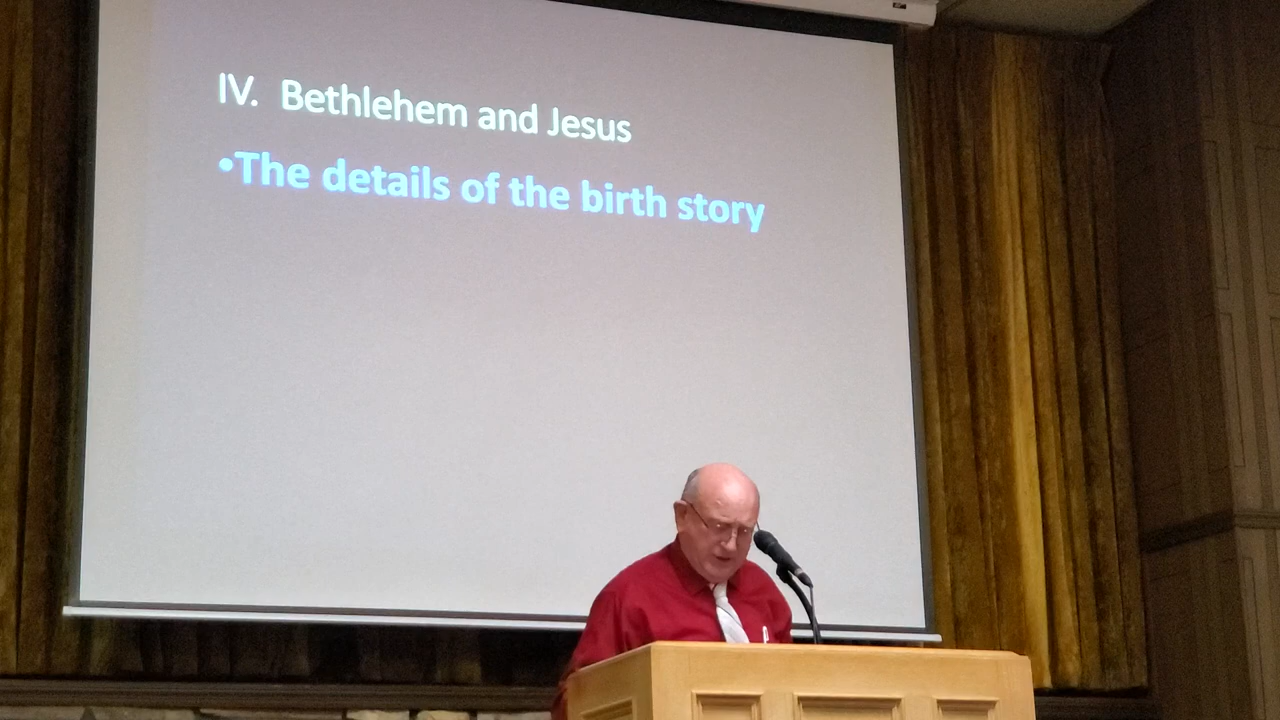 IV. Bethlehem and Jesus
•The details of the birth story